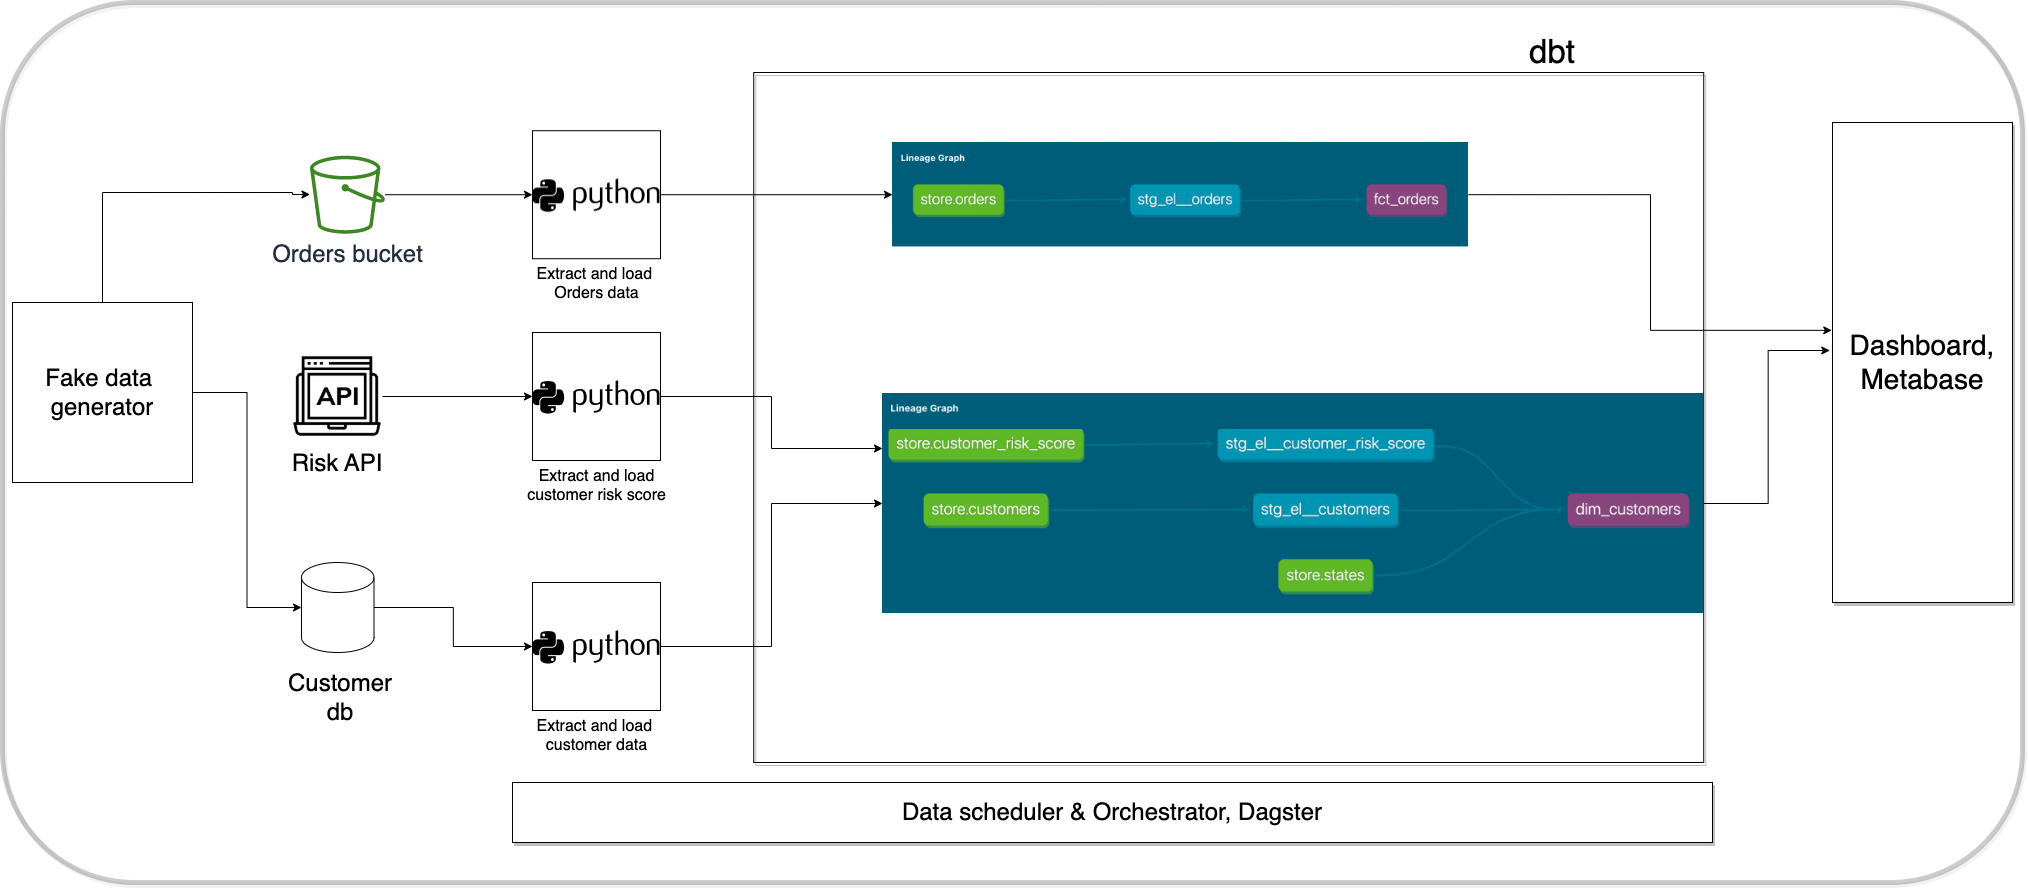 dbt
Lineage Graph
store.orders
stg_el__orders
fct_orders
python
Orders bucket
Extract and load
Orders data
Fake data
generator
API
Risk API
python
Extract and load
customer risk score
Lineage Graph
store.customer_risk_score
stg_el__customer_risk_score
store.customers
stg_el__customers
dim_customers
store.states
Dashboard,
Metabase
Customer
db
python
Extract and load
customer data
Data scheduler & Orchestrator, Dagster